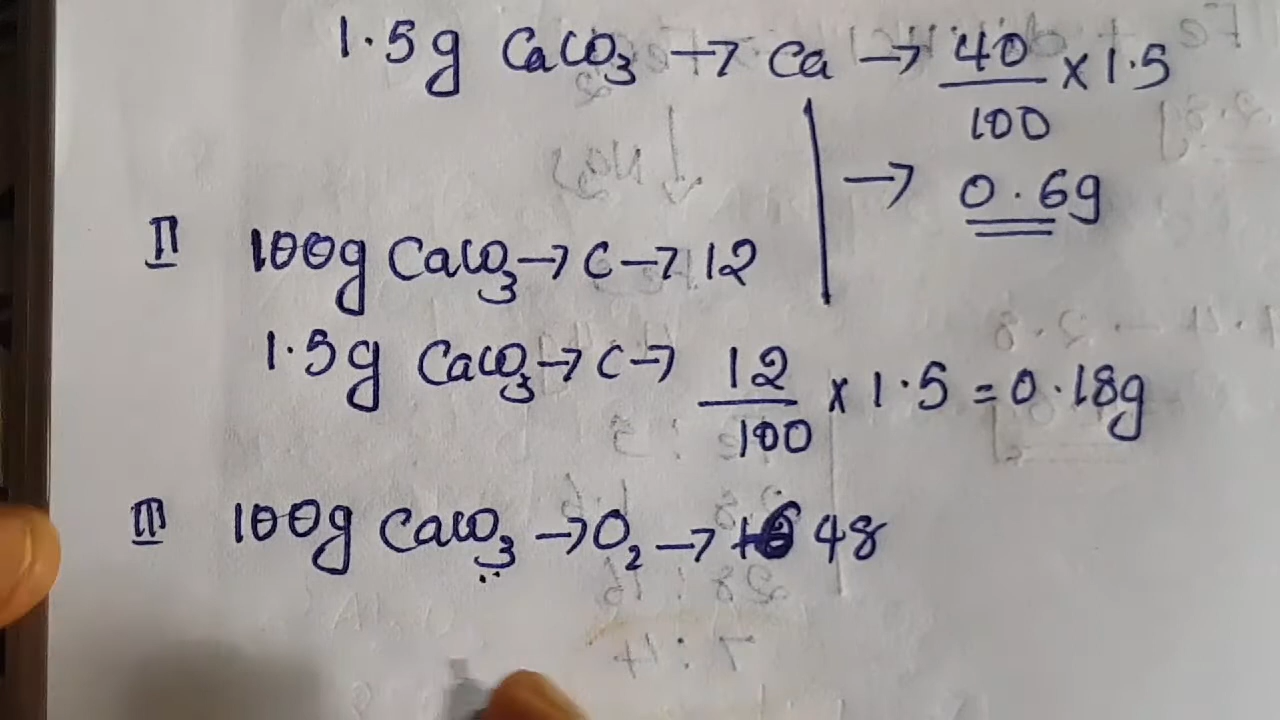 1.5g CaCO3 → Ca → 40/100 x 1.5
→ 0.6g
II 100g CaCO3 → C → 12
1.5g CaCO3 → C → 12/100 x 1.5 = 0.18g
III 100g CaCO3 → O2 → 48